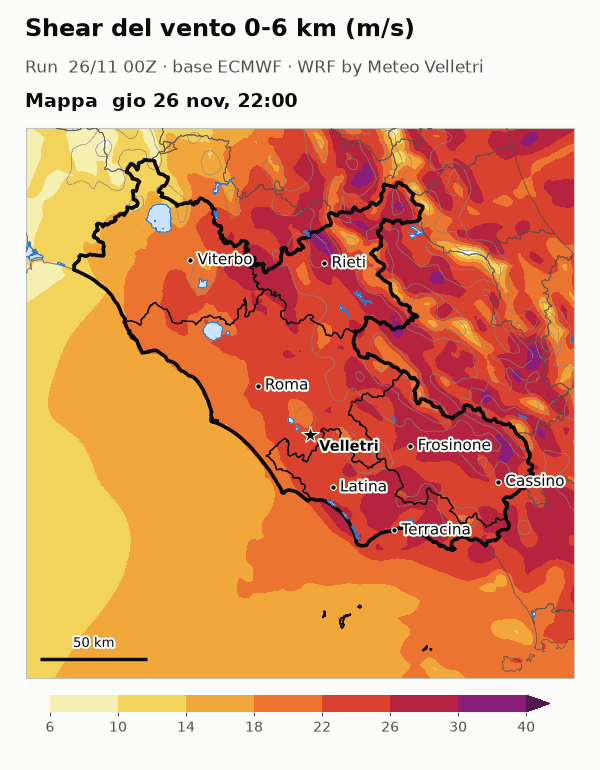 Shear del vento 0-6 km (m/s)
Run  26/11 00Z · base ECMWF · WRF by Meteo Velletri
Mappa  gio 26 nov, 22:00
Viterbo
Rieti
Roma
Velletri
Frosinone
Cassino
Latina
Terracina
50 km
6 10 14 18 22 26 30 40